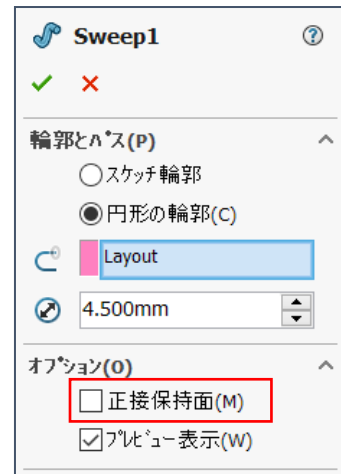 Sweep1
輪郭とパス(P)
スケッチ輪郭
円形の輪郭(C)
Layout
4.500mm
オプション(O)
正接保持面(M)
プレビュー表示(W)